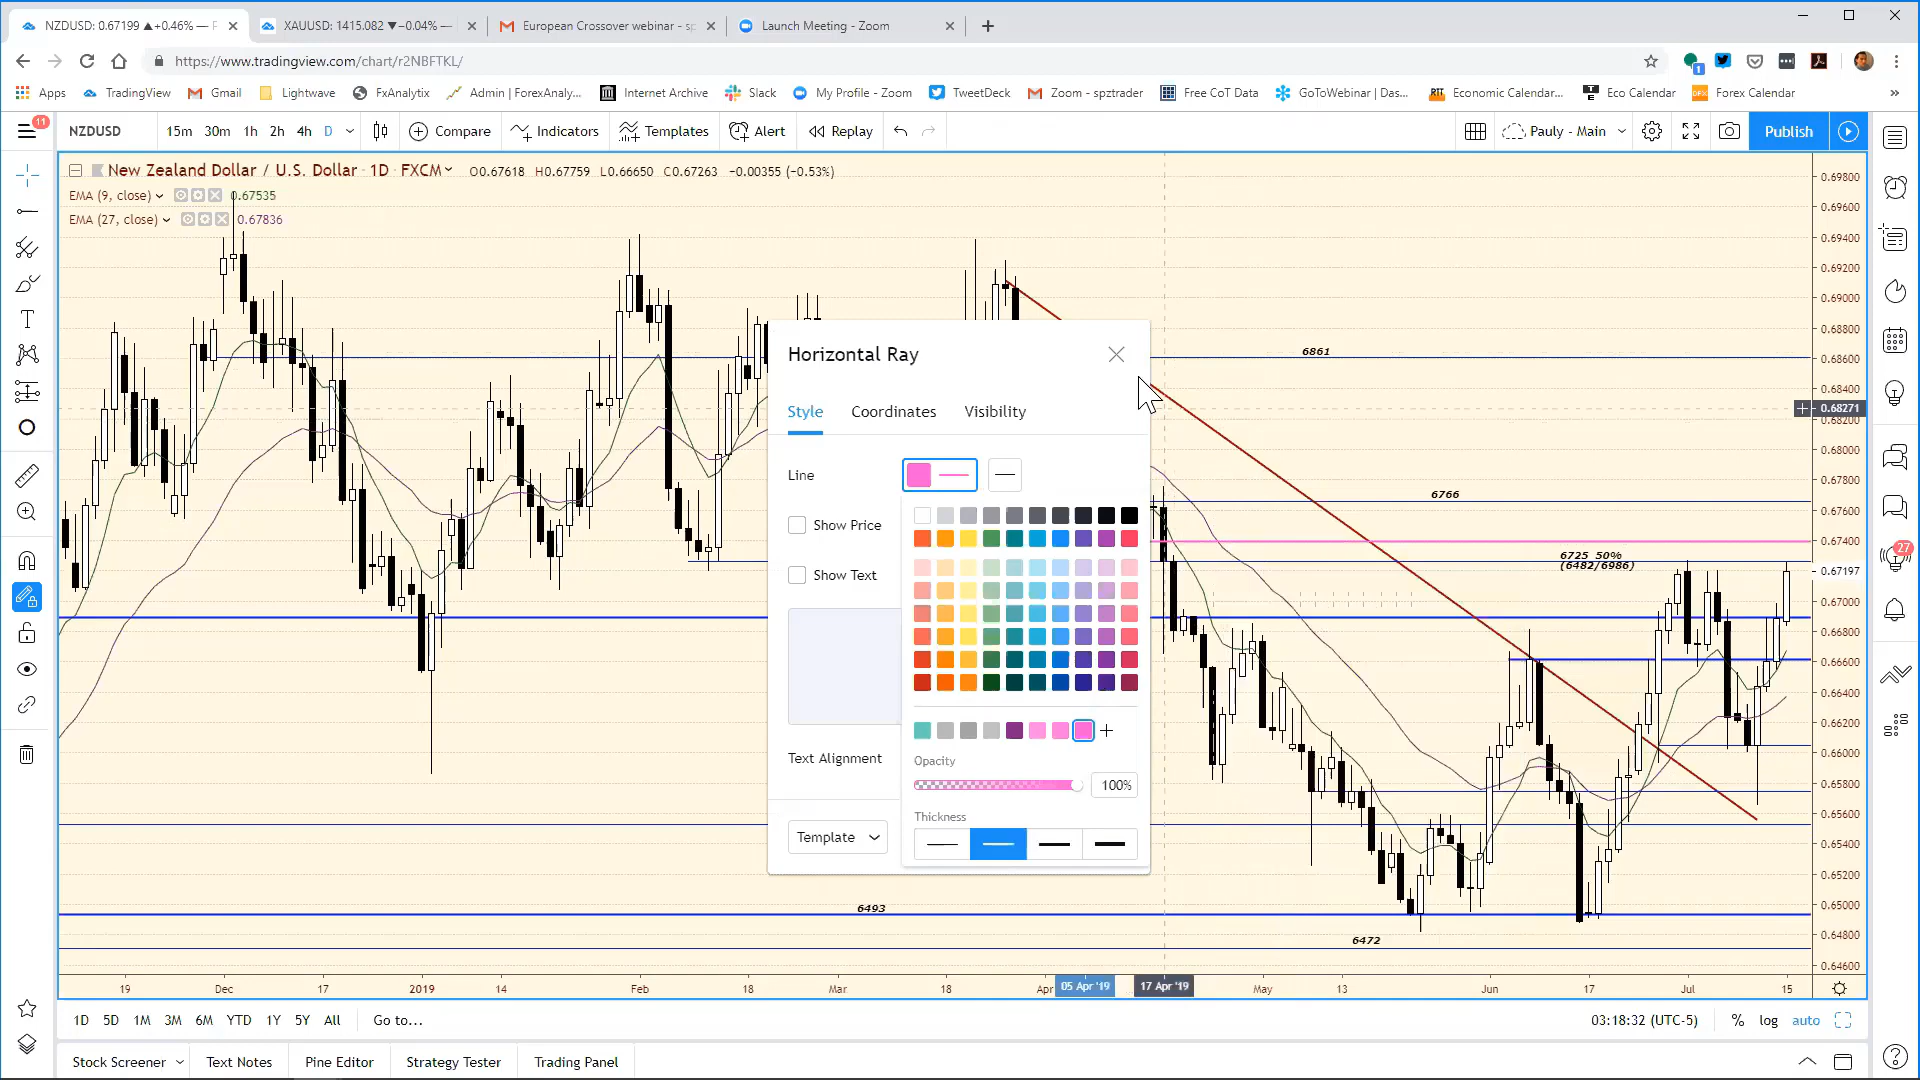 NZDUSD: 0.67199 ▲+0.46% —
XAUUSD: 1415.082 ▼−0.04% —
European Crossover webinar - sp
Launch Meeting - Zoom
https://www.tradingview.com/chart/r2NBFTKL/
1
Apps
TradingView
Gmail
Lightwave
FxAnalytix
Admin | ForexAnaly...
Internet Archive
Slack
My Profile - Zoom
TweetDeck
Zoom - spztrader
Free CoT Data
GoToWebinar | Das...
Economic Calendar...
Eco Calendar
Forex Calendar
»
11
NZDUSD
15m 30m 1h 2h 4h D
Compare
Indicators
Templates
Alert
Replay
Pauly - Main
Publish
New Zealand Dollar / U.S. Dollar · 1D · FXCM
O0.67618 H0.67759 L0.66650 C0.67263 −0.00355 (−0.53%)
EMA (9, close) 0.67535
EMA (27, close) 0.67836
0.69800
0.69600
0.69400
0.69200
0.69000
0.68800
0.68600
0.68400
0.68271
0.68200
0.68000
0.67800
0.67600
0.67400
0.67197
0.67000
0.66800
0.66600
0.66400
0.66200
0.66000
0.65800
0.65600
0.65400
0.65200
0.65000
0.64800
0.64600
6861
6766
6725 50%
(6482/6986)
6493
6472
Horizontal Ray
Style Coordinates Visibility
Line
Show Price
Show Text
Text Alignment
Template
Opacity
100%
Thickness
27
19 Dec 17 2019 14 Feb 18 Mar 18 Apr 05 Apr '19 17 Apr '19 May 13 Jun 17 Jul 15
1D 5D 1M 3M 6M YTD 1Y 5Y All Go to...
03:18:32 (UTC-5) % log auto
Stock Screener
Text Notes
Pine Editor
Strategy Tester
Trading Panel